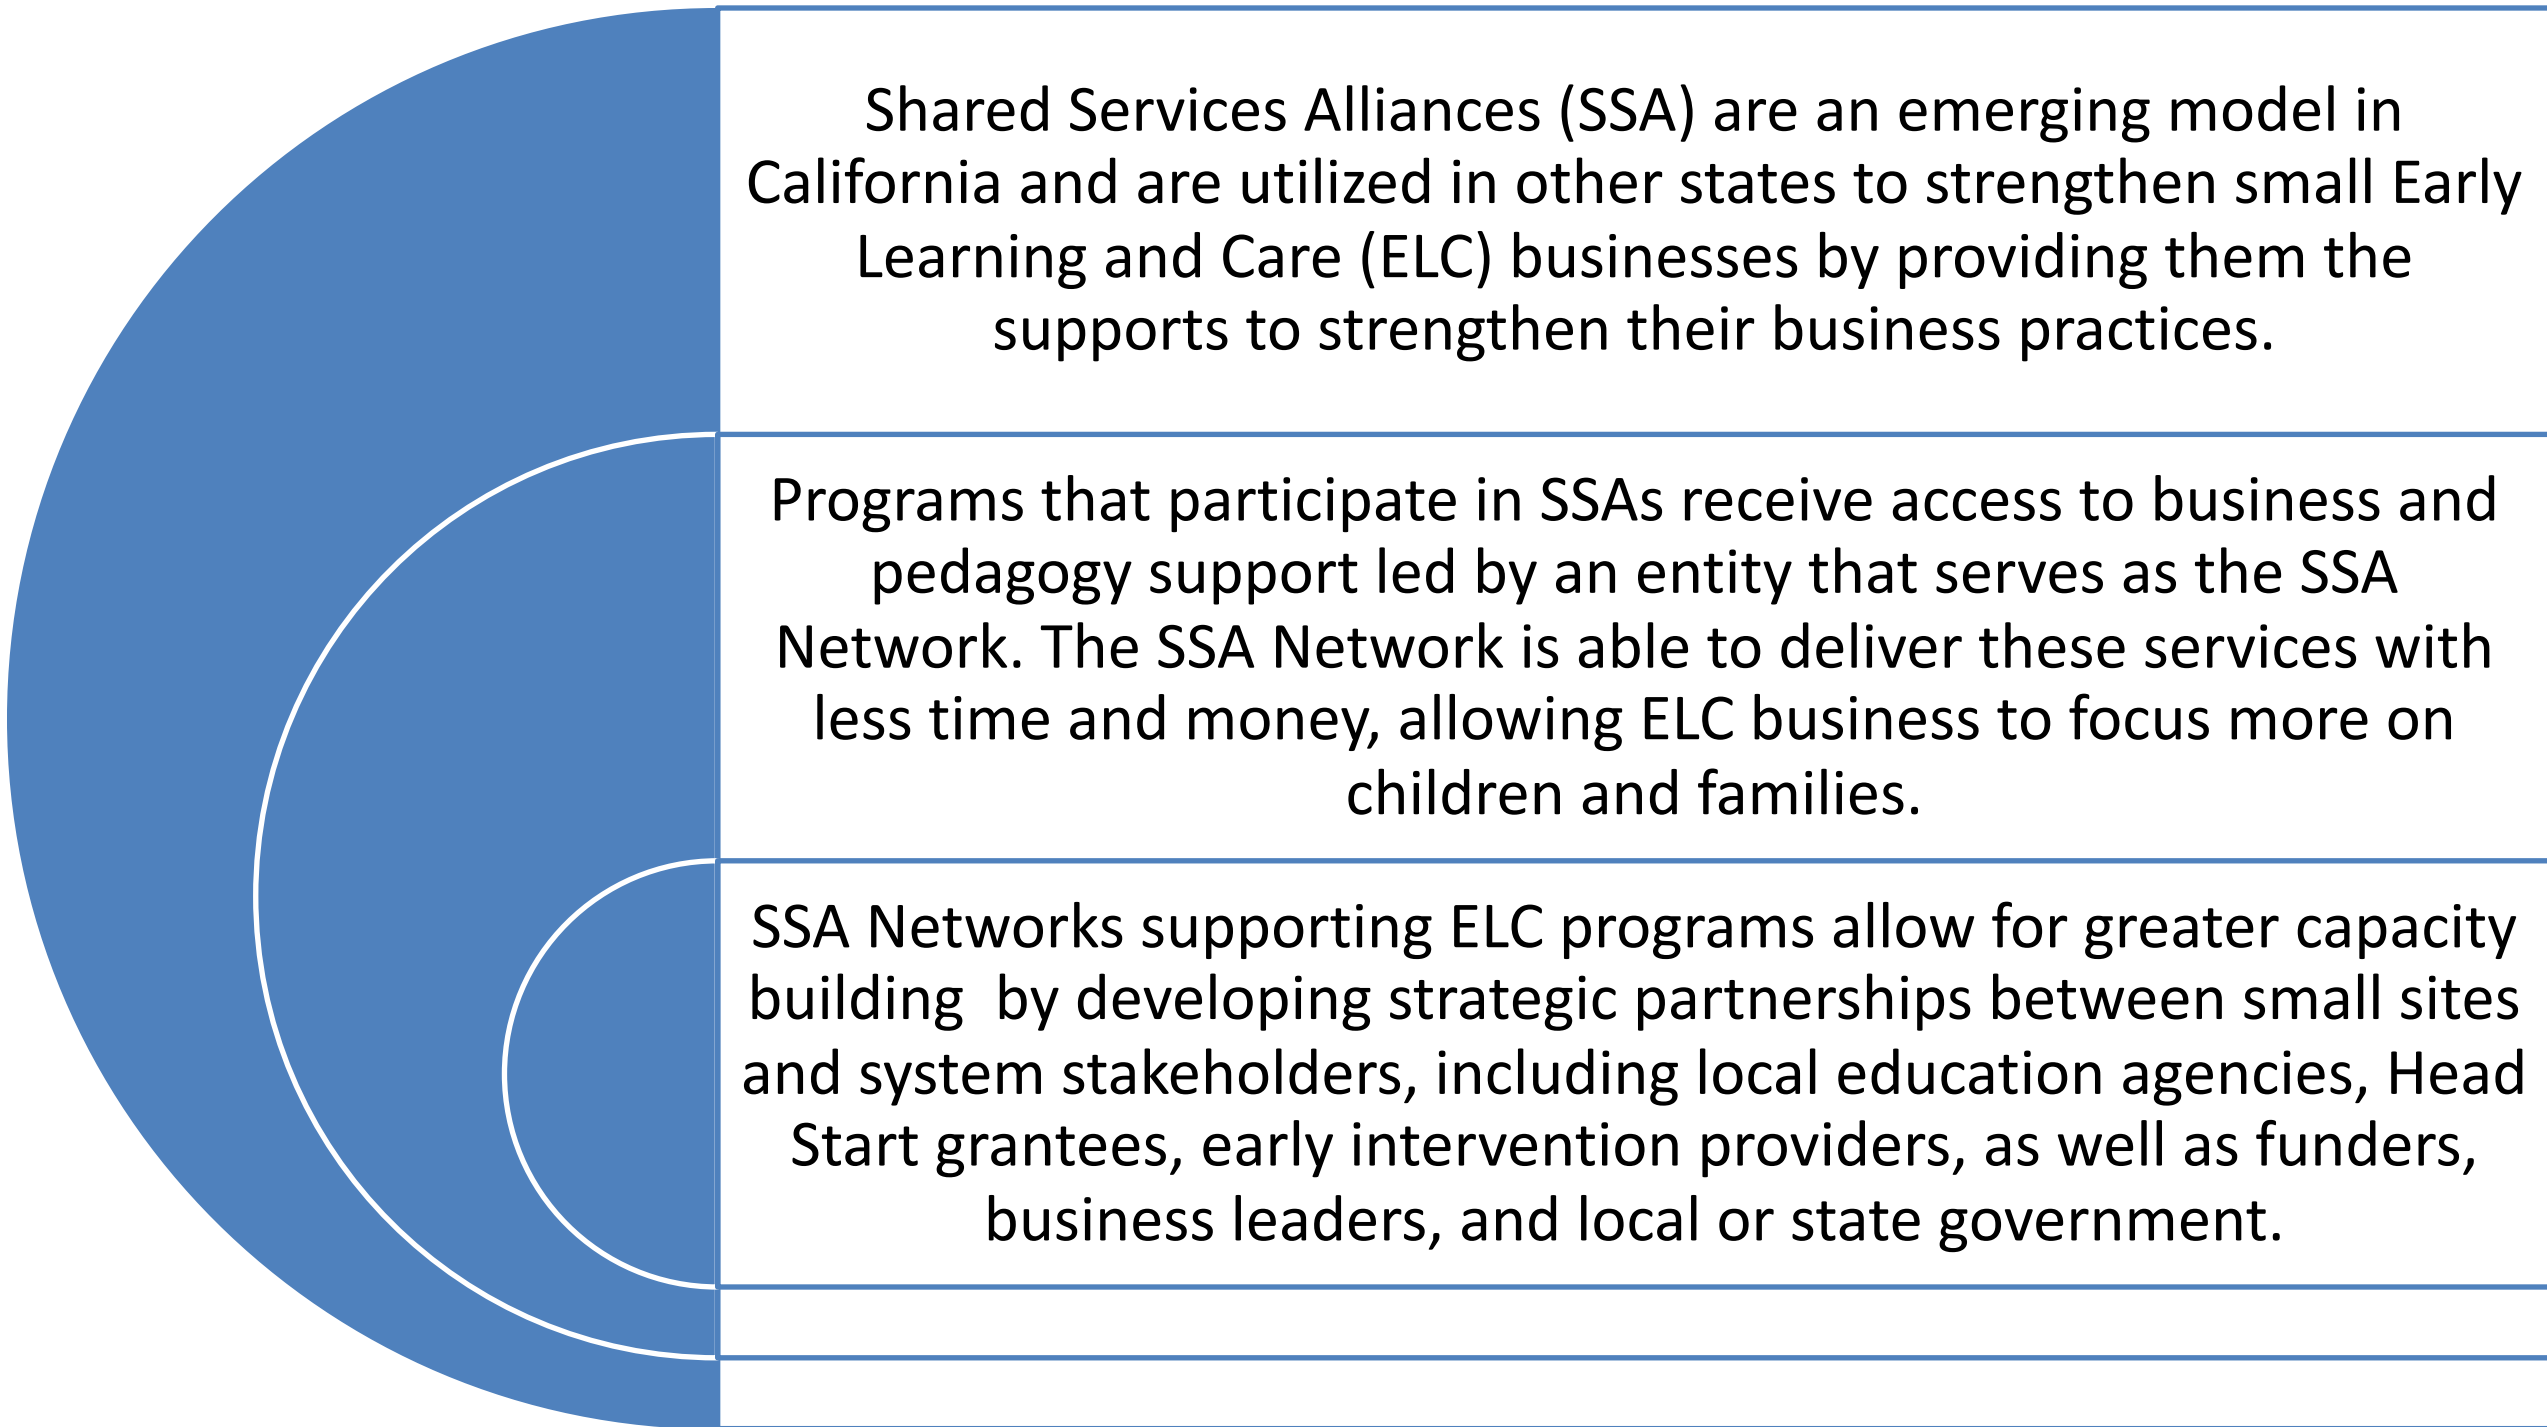 Shared Services Alliances (SSA) are an emerging model in
California and are utilized in other states to strengthen small Early
Learning and Care (ELC) businesses by providing them the
supports to strengthen their business practices.
Programs that participate in SSAs receive access to business and
pedagogy support led by an entity that serves as the SSA
Network. The SSA Network is able to deliver these services with
less time and money, allowing ELC business to focus more on
children and families.
SSA Networks supporting ELC programs allow for greater capacity
building  by developing strategic partnerships between small sites
and system stakeholders, including local education agencies, Head
Start grantees, early intervention providers, as well as funders,
business leaders, and local or state government.